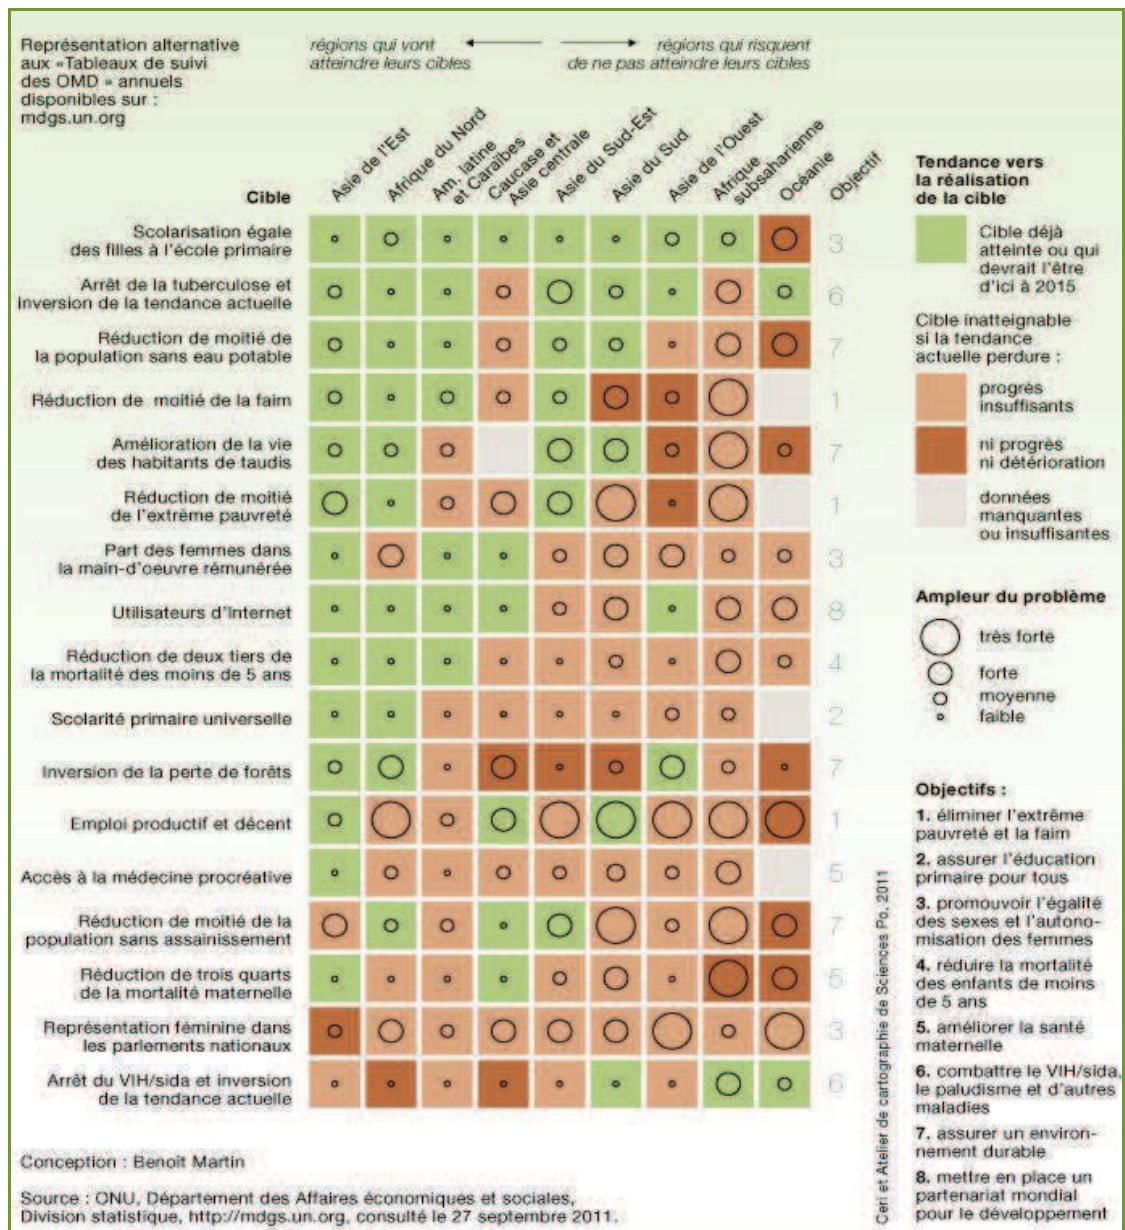 Représentation alternative
aux «Tableaux de suivi
des OMD » annuels
disponibles sur :
mdgs.un.org
régions qui vont
atteindre leurs cibles
régions qui risquent
de ne pas atteindre leurs cibles
Cible
Asie de l'Est
Afrique du Nord
Am. latine
et Caraïbes
Caucase et
Asie centrale
Asie du Sud-Est
Asie du Sud
Asie de l'Ouest
Afrique
subsaharienne
Océanie
Objectif
Scolarisation égale
des filles à l'école primaire
3
Arrêt de la tuberculose et
inversion de la tendance actuelle
6
Réduction de moitié de
la population sans eau potable
7
Réduction de moitié de la faim
1
Amélioration de la vie
des habitants de taudis
7
Réduction de moitié
de l'extrême pauvreté
1
Part des femmes dans
la main-d'oeuvre rémunérée
3
Utilisateurs d'Internet
8
Réduction de deux tiers de
la mortalité des moins de 5 ans
4
Scolarité primaire universelle
2
Inversion de la perte de forêts
7
Emploi productif et décent
1
Accès à la médecine procréative
5
Réduction de moitié de la
population sans assainissement
7
Réduction de trois quarts
de la mortalité maternelle
5
Représentation féminine dans
les parlements nationaux
3
Arrêt du VIH/sida et inversion
de la tendance actuelle
6
Tendance vers
la réalisation
de la cible
Cible déjà
atteinte ou qui
devrait l'être
d'ici à 2015
Cible inatteignable
si la tendance
actuelle perdure :
progrès
insuffisants
ni progrès
ni détérioration
données
manquantes
ou insuffisantes
Ampleur du problème
très forte
forte
moyenne
faible
Objectifs :
1. éliminer l'extrême
pauvreté et la faim
2. assurer l'éducation
primaire pour tous
3. promouvoir l'égalité
des sexes et l'autono-
misation des femmes
4. réduire la mortalité
des enfants de moins
de 5 ans
5. améliorer la santé
maternelle
6. combattre le VIH/sida,
le paludisme et d'autres
maladies
7. assurer un environ-
nement durable
8. mettre en place un
partenariat mondial
pour le développement
Ceri et Atelier de cartographie de Sciences Po, 2011
Conception : Benoît Martin
Source : ONU, Département des Affaires économiques et sociales,
Division statistique, http://mdgs.un.org, consulté le 27 septembre 2011.